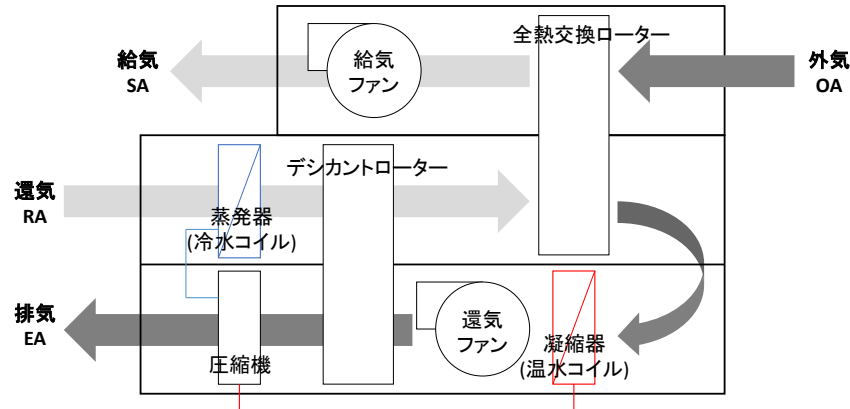 全熱交換ローター
給気
SA
給気
ファン
外気
OA
デシカントローター
還気
RA
蒸発器
(冷水コイル)
排気
EA
圧縮機
還気
ファン
凝縮器
(温水コイル)